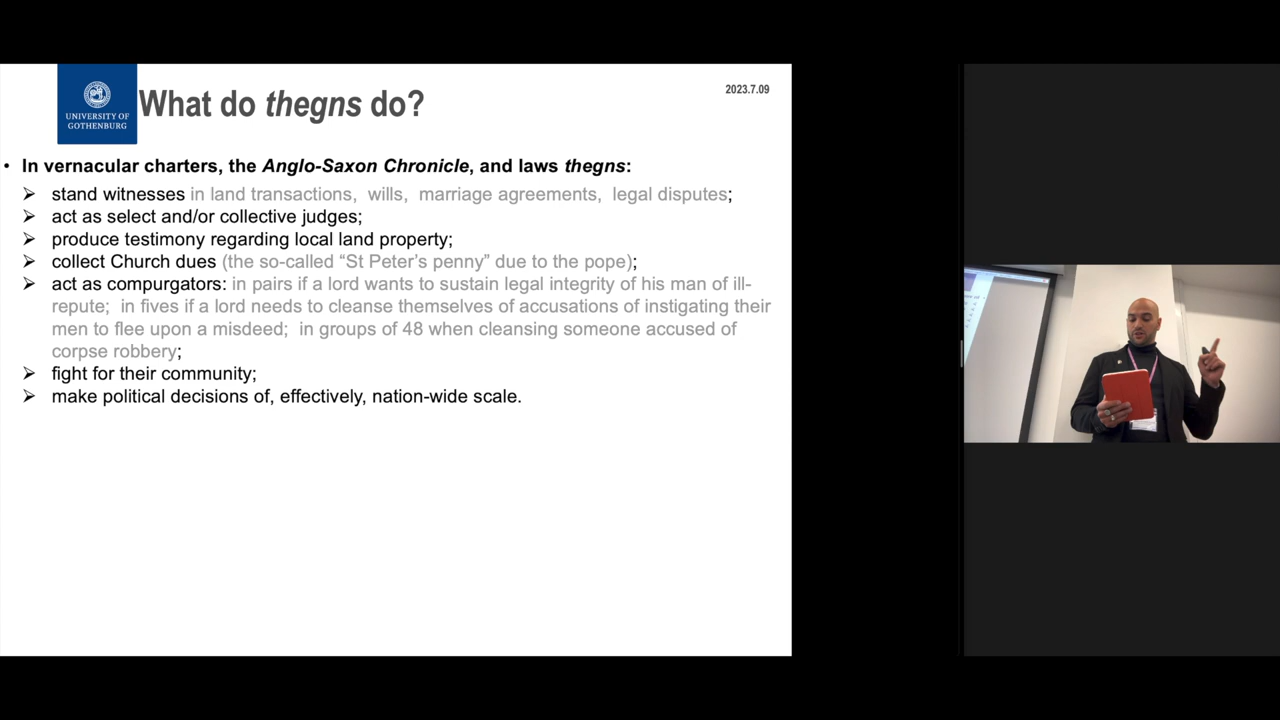 UNIVERSITY OF
GOTHENBURG
What do thegns do?
2023.7.09
• In vernacular charters, the Anglo-Saxon Chronicle, and laws thegns:
➢ stand witnesses in land transactions, wills, marriage agreements, legal disputes;
➢ act as select and/or collective judges;
➢ produce testimony regarding local land property;
➢ collect Church dues (the so-called “St Peter’s penny” due to the pope);
➢ act as compurgators: in pairs if a lord wants to sustain legal integrity of his man of ill-
repute; in fives if a lord needs to cleanse themselves of accusations of instigating their
men to flee upon a misdeed; in groups of 48 when cleansing someone accused of
corpse robbery;
➢ fight for their community;
➢ make political decisions of, effectively, nation-wide scale.